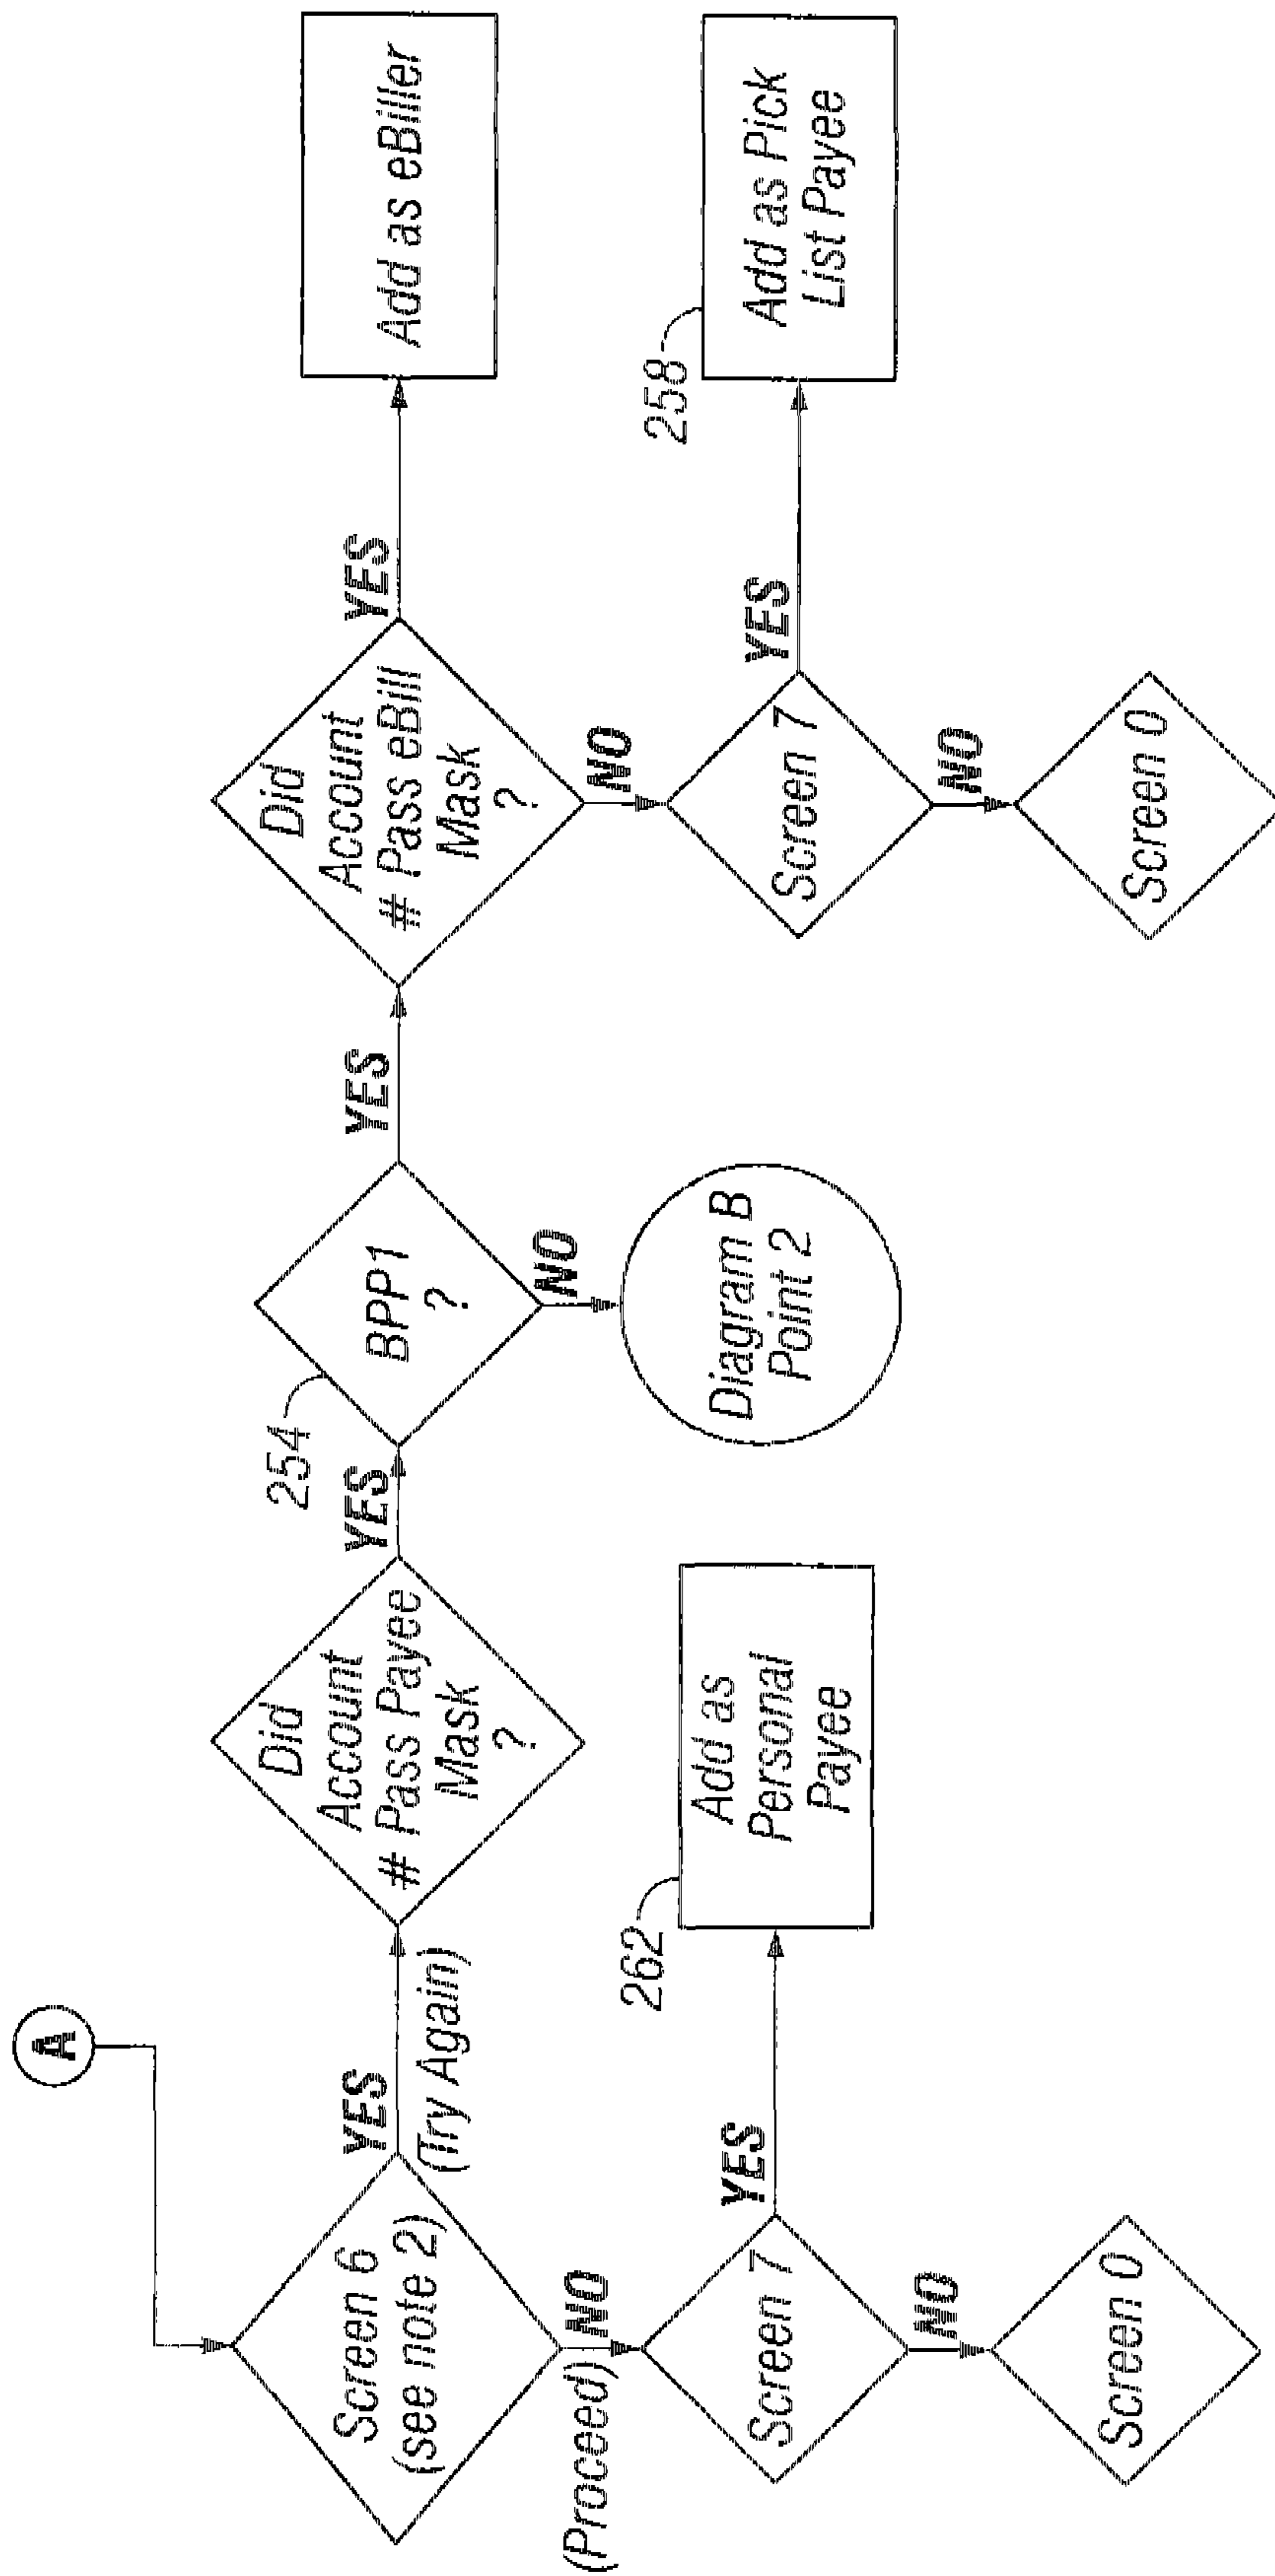 A
Screen 6
(see note 2)
YES
(Try Again)
NO
(Proceed)
Screen 7
YES
NO
Screen 0
262
Add as
Personal
Payee
Did
Account
# Pass Payee
Mask
?
YES
254
BPP1
?
YES
NO
Diagram B
Point 2
Did
Account
# Pass eBill
Mask
?
YES
Add as eBiller
NO
Screen 7
YES
258
Add as Pick
List Payee
NO
Screen 0